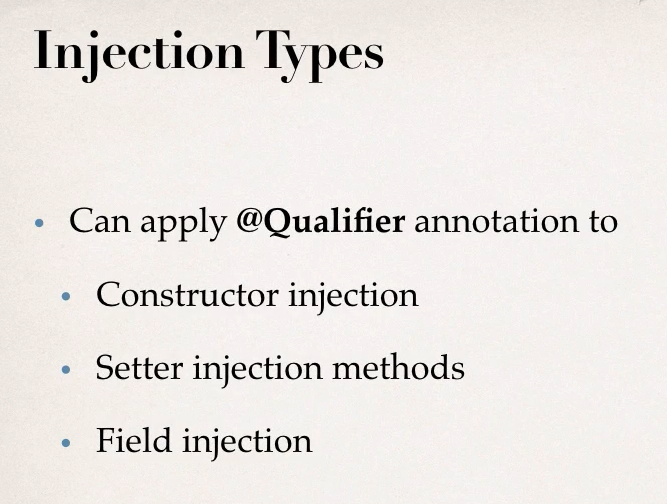 Injection Types
• Can apply @Qualifier annotation to
• Constructor injection
• Setter injection methods
• Field injection